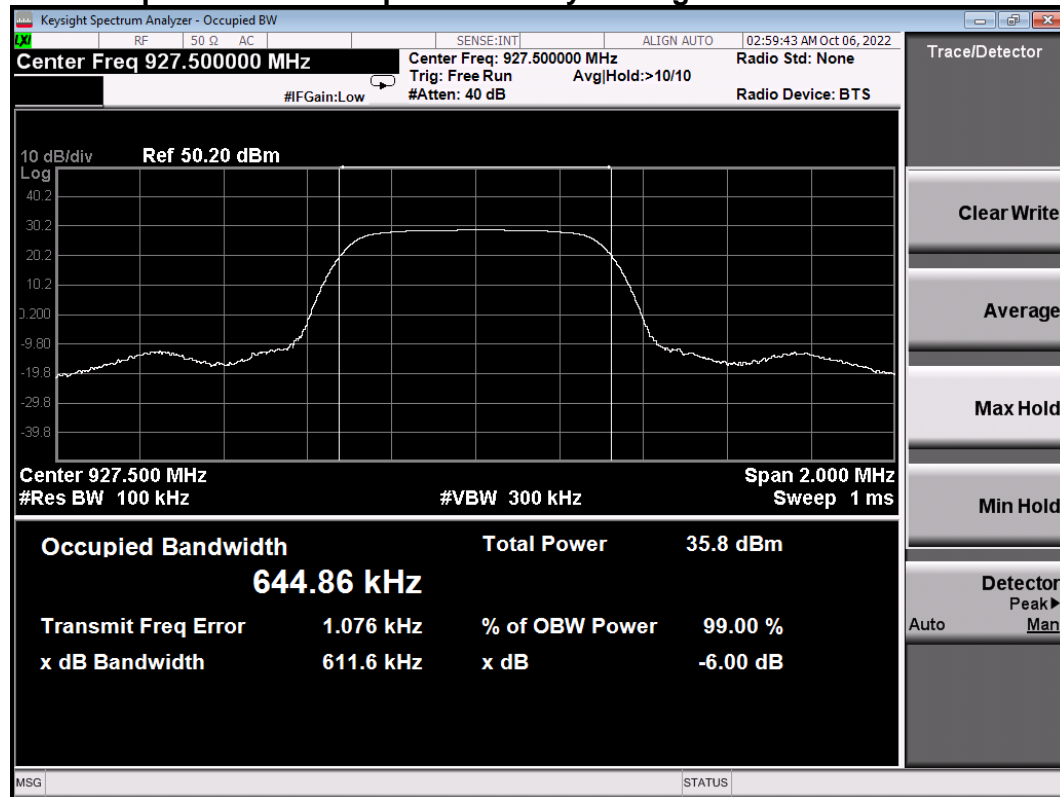 Keysight Spectrum Analyzer - Occupied BW
LXI RF 50 Ω AC SENSE:INT ALIGN AUTO 02:59:43 AM Oct 06, 2022
Center Freq 927.500000 MHz
Center Freq: 927.500000 MHz
Radio Std: None
Trig: Free Run Avg|Hold:>10/10
#IFGain:Low
#Atten: 40 dB
Radio Device: BTS
Trace/Detector
10 dB/div Ref 50.20 dBm
Log
40.2
30.2
20.2
10.2
0.200
-9.80
-19.8
-29.8
-39.8
Center 927.500 MHz
Span 2.000 MHz
#Res BW 100 kHz
#VBW 300 kHz
Sweep 1 ms
Occupied Bandwidth
Total Power 35.8 dBm
644.86 kHz
Transmit Freq Error 1.076 kHz
% of OBW Power 99.00 %
x dB Bandwidth 611.6 kHz
x dB -6.00 dB
Clear Write
Average
Max Hold
Min Hold
Detector
Peak▶
Auto Man
MSG
STATUS